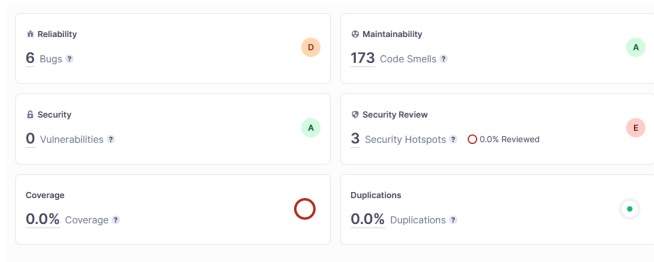 Reliability
6 Bugs ?
D
Maintainability
173 Code Smells ?
A
Security
0 Vulnerabilities ?
A
Security Review
3 Security Hotspots ? 0.0% Reviewed
E
Coverage
0.0% Coverage ?
Duplications
0.0% Duplications ?